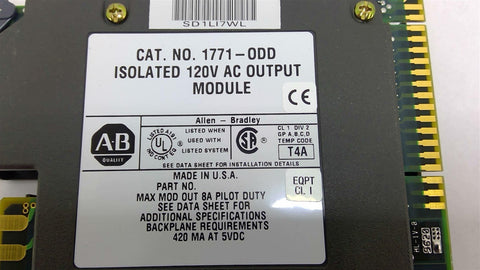 SD1LI7WL
CAT. NO. 1771-ODD
ISOLATED 120V AC OUTPUT
MODULE
CE
Allen - Bradley
AB
QUALITY
UL
LISTED WHEN
USED WITH
LISTED SYSTEM
CL 1 DIV 2
GP A,B,C,D
TEMP CODE
T4A
SEE DATA SHEET FOR INSTALLATION DETAILS
MADE IN U.S.A.
PART NO.
MAX MOD OUT 8A PILOT DUTY
SEE DATA SHEET FOR
ADDITIONAL SPECIFICATIONS
BACKPLANE REQUIREMENTS
420 MA AT 5VDC
EQPT
CL I